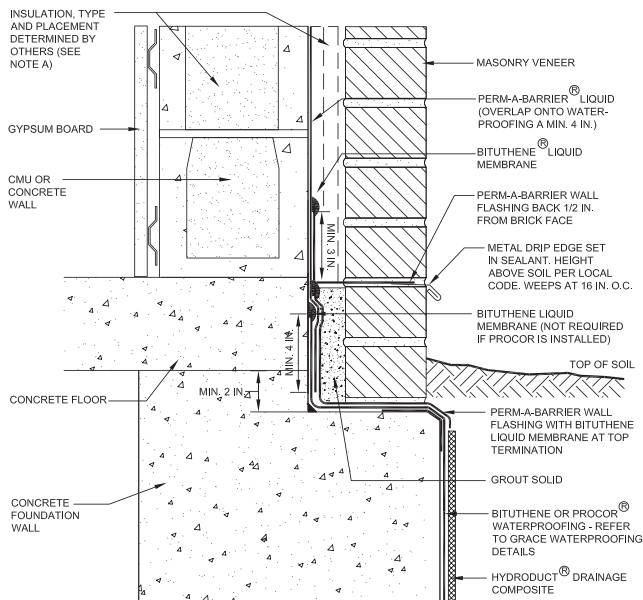 INSULATION, TYPE
AND PLACEMENT
DETERMINED BY
OTHERS (SEE
NOTE A)
GYPSUM BOARD
CMU OR
CONCRETE
WALL
CONCRETE FLOOR
CONCRETE
FOUNDATION
WALL
MIN. 3 IN.
MIN. 4 IN.
MIN. 2 IN.
MASONRY VENEER
PERM-A-BARRIER® LIQUID
(OVERLAP ONTO WATER-
PROOFING A MIN. 4 IN.)
BITUTHENE® LIQUID
MEMBRANE
PERM-A-BARRIER WALL
FLASHING BACK 1/2 IN.
FROM BRICK FACE
METAL DRIP EDGE SET
IN SEALANT. HEIGHT
ABOVE SOIL PER LOCAL
CODE. WEEPS AT 16 IN. O.C.
BITUTHENE LIQUID
MEMBRANE (NOT REQUIRED
IF PROCOR IS INSTALLED)
TOP OF SOIL
PERM-A-BARRIER WALL
FLASHING WITH BITUTHENE
LIQUID MEMBRANE AT TOP
TERMINATION
GROUT SOLID
BITUTHENE OR PROCOR®
WATERPROOFING - REFER
TO GRACE WATERPROOFING
DETAILS
HYDRODUCT® DRAINAGE
COMPOSITE